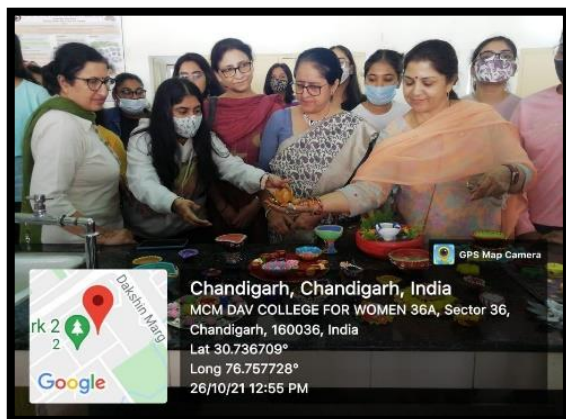 GPS Map Camera
Chandigarh, Chandigarh, India
MCM DAV COLLEGE FOR WOMEN 36A, Sector 36,
Chandigarh, 160036, India
Lat 30.736709°
Long 76.757728°
26/10/21 12:55 PM
Dakshin Marg
rk 2
2
Google